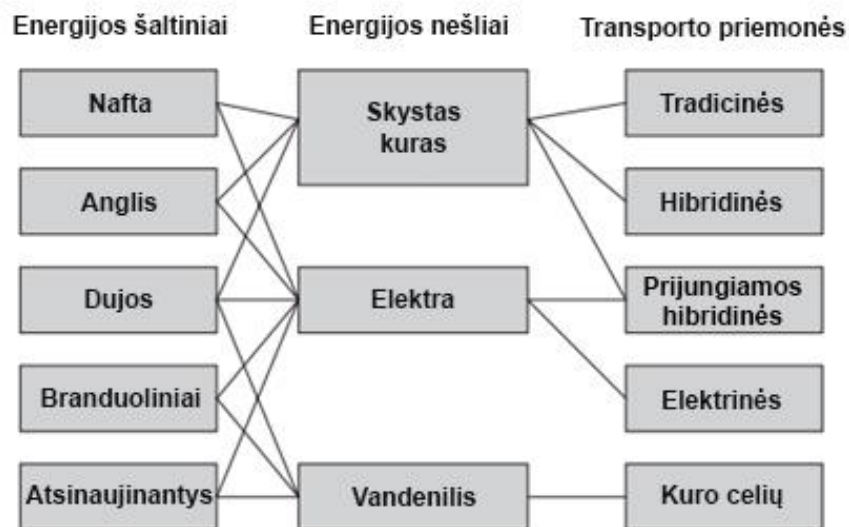 Energijos šaltiniai
Energijos nešliai
Transporto priemonės
Nafta
Anglis
Dujos
Branduoliniai
Atsinaujinantys
Skystas
kuras
Elektra
Vandenilis
Tradicinės
Hibridinės
Prijungiamos
hibridinės
Elektrinės
Kuro celių